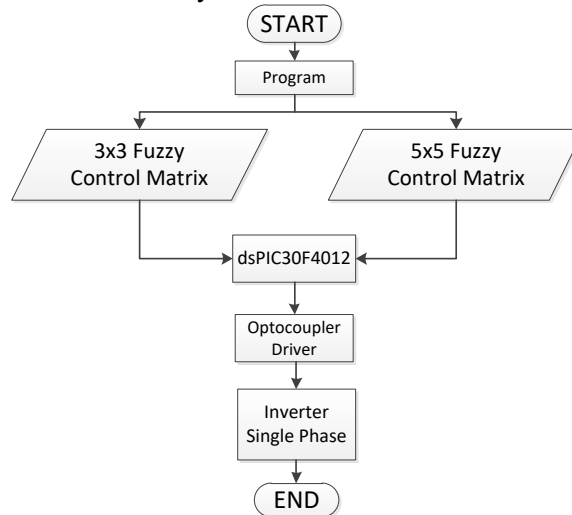 START
Program
3x3 Fuzzy
Control Matrix
5x5 Fuzzy
Control Matrix
dsPIC30F4012
Optocoupler
Driver
Inverter
Single Phase
END